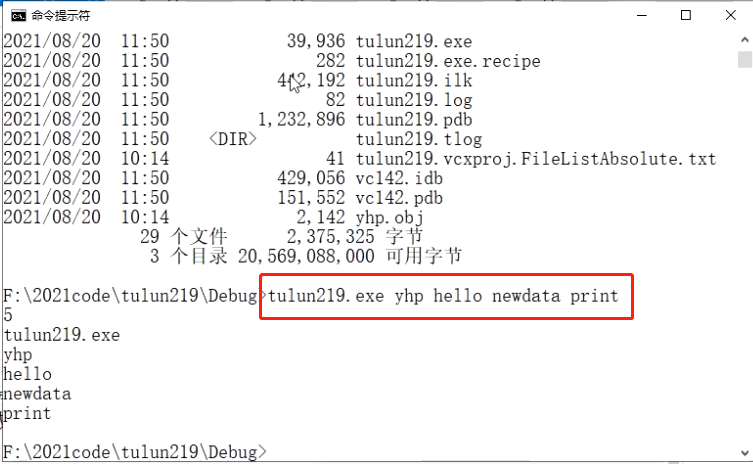 命令提示符
2021/08/20 11:50 39,936 tulun219.exe
2021/08/20 11:50 282 tulun219.exe.recipe
2021/08/20 11:50 442,192 tulun219.ilk
2021/08/20 11:50 82 tulun219.log
2021/08/20 11:50 1,232,896 tulun219.pdb
2021/08/20 11:50 <DIR> tulun219.tlog
2021/08/20 10:14 41 tulun219.vcxproj.FileListAbsolute.txt
2021/08/20 11:50 429,056 vc142.idb
2021/08/20 11:50 151,552 vc142.pdb
2021/08/20 10:14 2,142 yhp.obj
29 个文件 2,375,325 字节
3 个目录 20,569,088,000 可用字节
F:\2021code\tulun219\Debug>tulun219.exe yhp hello newdata print
5
tulun219.exe
yhp
hello
newdata
print
F:\2021code\tulun219\Debug>